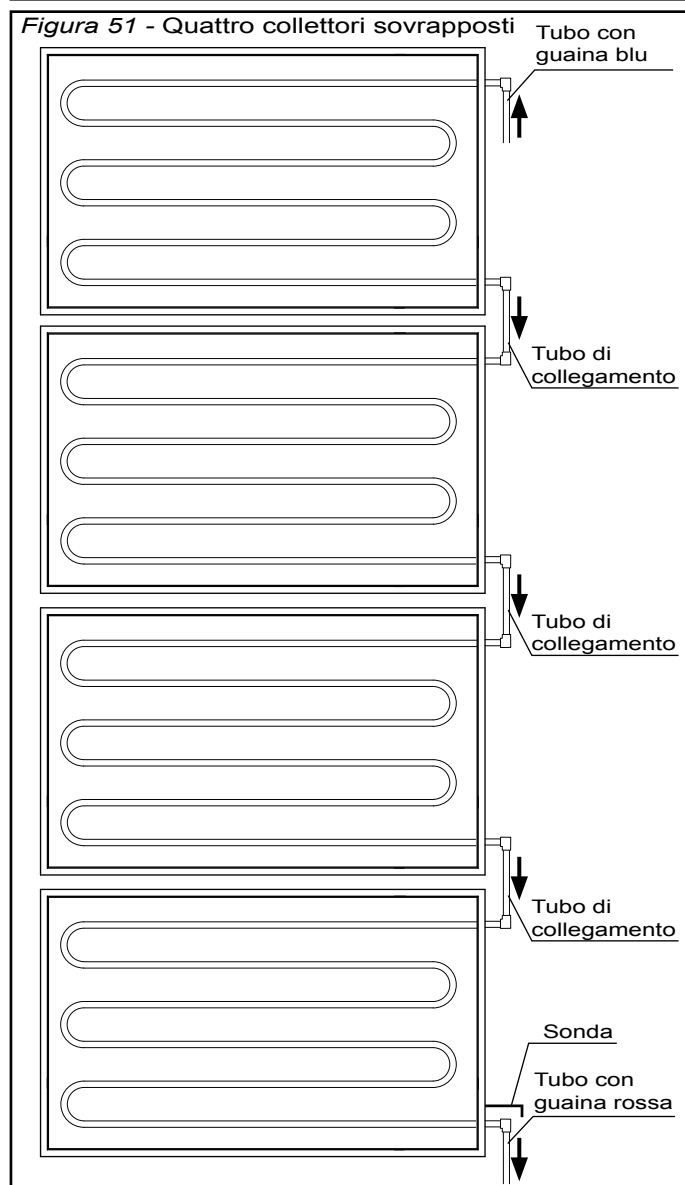 Figura 51 - Quattro collettori sovrapposti
Tubo con
guaina blu
Tubo di
collegamento
Tubo di
collegamento
Tubo di
collegamento
Sonda
Tubo con
guaina rossa